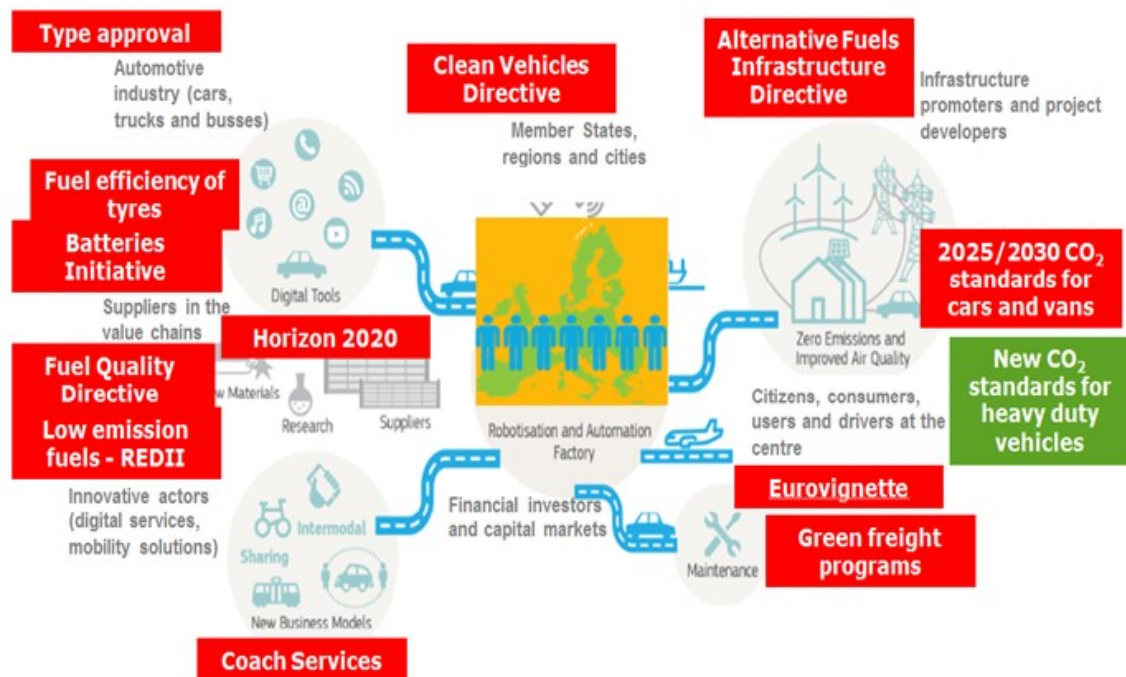 Type approval
Automotive
industry (cars,
trucks and busses)
Clean Vehicles
Directive
Member States,
regions and cities
Alternative Fuels
Infrastructure
Directive
Infrastructure
promoters and project
developers
Fuel efficiency of
tyres
Batteries
Initiative
@
Digital Tools
Suppliers in the
value chains
Horizon 2020
2025/2030 CO₂
standards for
cars and vans
Zero Emissions and
Improved Air Quality
New CO₂
standards for
heavy duty
vehicles
Fuel Quality
Directive
Materials
Research
Suppliers
Low emission
fuels - REDII
Robotisation and Automation
Factory
Citizens, consumers,
users and drivers at the
centre
Innovative actors
(digital services,
mobility solutions)
Intermodal
Sharing
New Business Models
Financial investors
and capital markets
Eurovignette
Maintenance
Green freight
programs
Coach Services